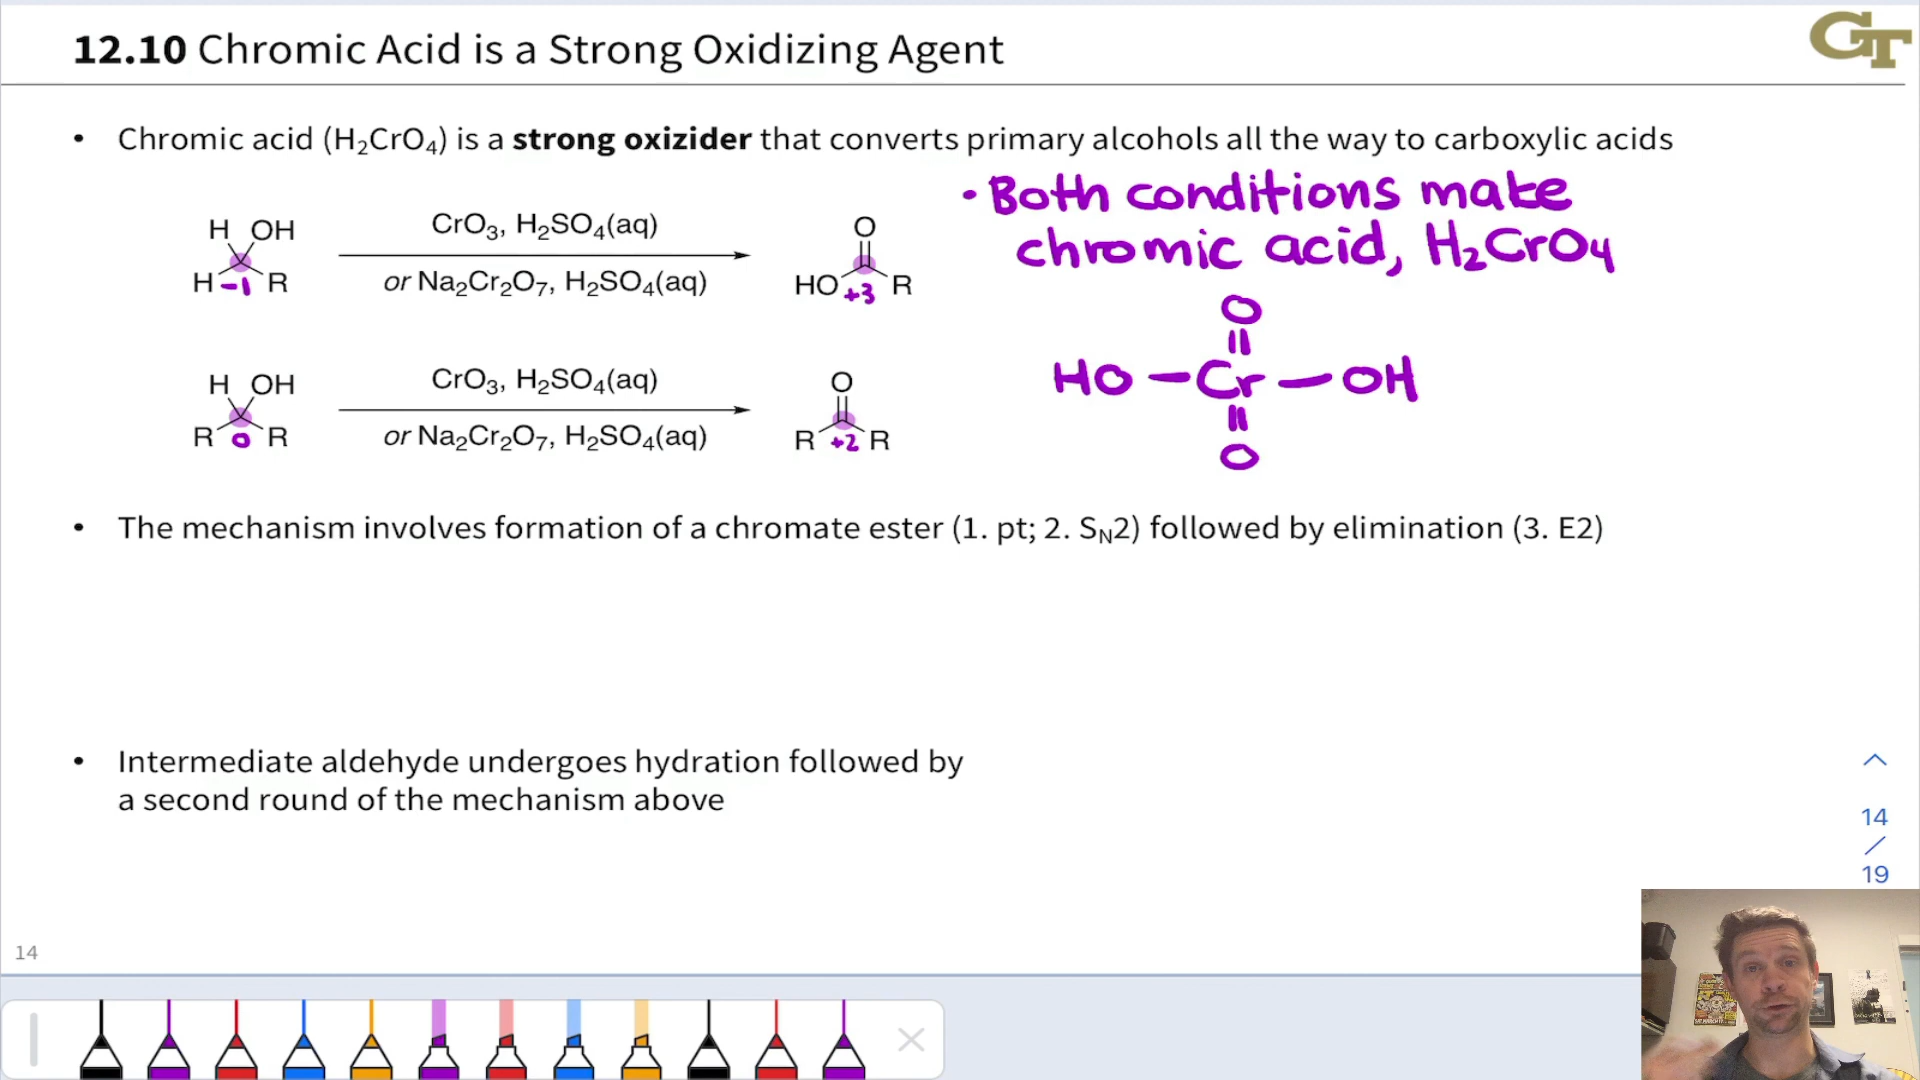 12.10 Chromic Acid is a Strong Oxidizing Agent
GT
• Chromic acid (H₂CrO₄) is a strong oxizider that converts primary alcohols all the way to carboxylic acids
• Both conditions make
chromic acid, H₂CrO₄
H OH
H -1 R
CrO₃, H₂SO₄(aq)
or Na₂Cr₂O₇, H₂SO₄(aq)
O
HO +3 R
O
HO-Cr-OH
O
H OH
R 0 R
CrO₃, H₂SO₄(aq)
or Na₂Cr₂O₇, H₂SO₄(aq)
O
R +2 R
• The mechanism involves formation of a chromate ester (1. pt; 2. Sɴ2) followed by elimination (3. E2)
• Intermediate aldehyde undergoes hydration followed by
a second round of the mechanism above
14
/
19
14